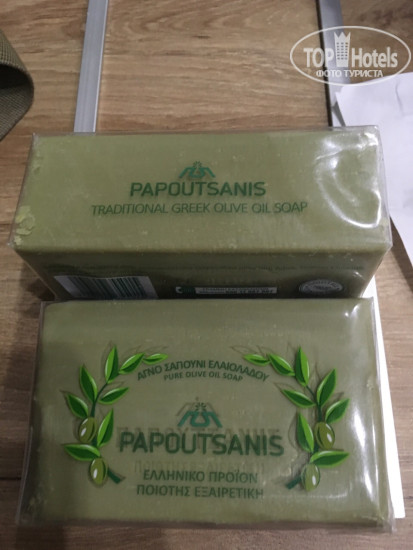 TOP Hotels
ФОТО ТУРИСТА
PAPOUTSANIS
TRADITIONAL GREEK OLIVE OIL SOAP
ΑΓΝΟ ΣΑΠΟΥΝΙ ΕΛΑΙΟΛΑΔΟΥ
PURE OLIVE OIL SOAP
PAPOUTSANIS
ΕΛΛΗΝΙΚΟ ΠΡΟΪΟΝ
ΠΟΙΟΤΗΣ ΕΞΑΙΡΕΤΙΚΗ